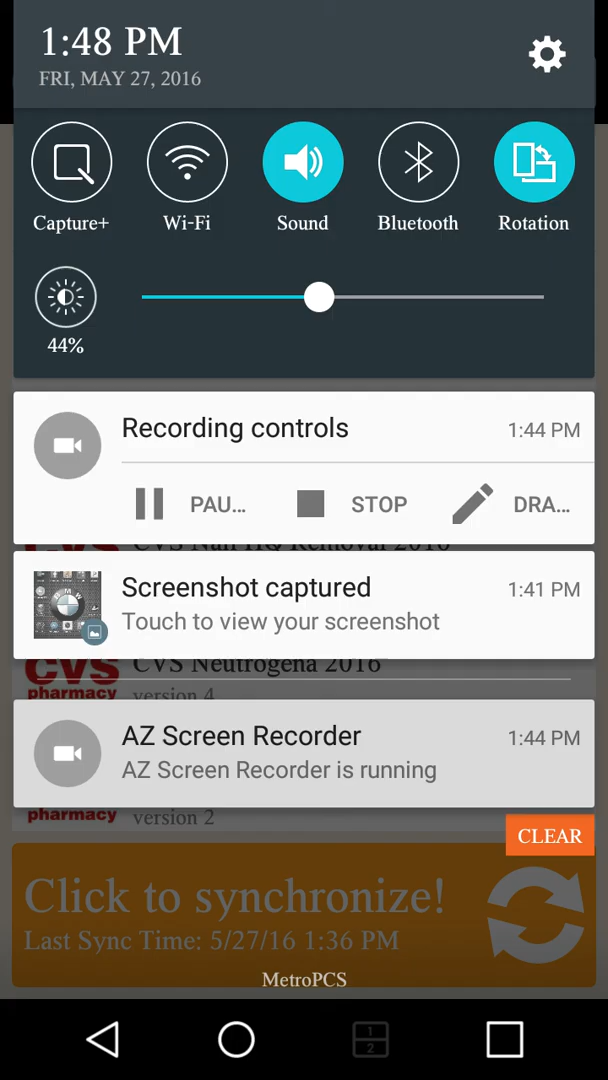 1:48 PM
FRI, MAY 27, 2016
Capture+ Wi-Fi Sound Bluetooth Rotation
44%
Recording controls 1:44 PM
PAU... STOP DRA...
Screenshot captured 1:41 PM
Touch to view your screenshot
CVS Neutrogena 2016
pharmacy version 4
AZ Screen Recorder 1:44 PM
AZ Screen Recorder is running
pharmacy version 2
CLEAR
Click to synchronize!
Last Sync Time: 5/27/16 1:36 PM
MetroPCS
1
2